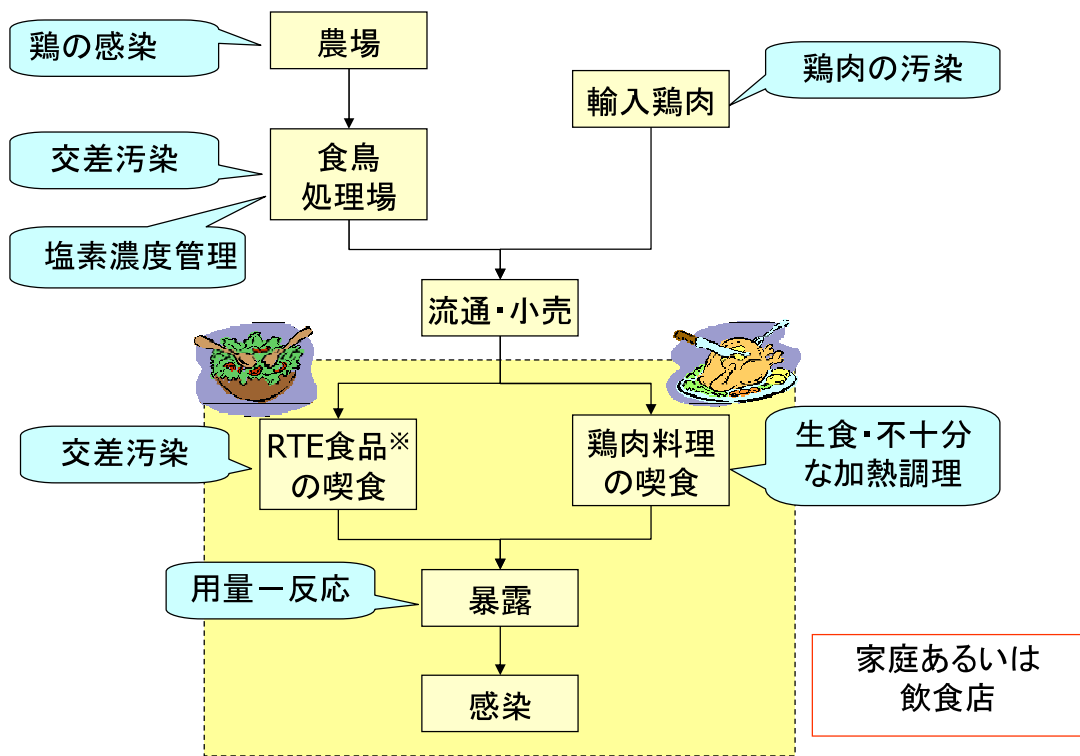 鶏の感染
農場
鶏肉の汚染
輸入鶏肉
交差汚染
食鳥
処理場
塩素濃度管理
流通・小売
交差汚染
RTE食品※
の喫食
鶏肉料理
の喫食
生食・不十分
な加熱調理
用量－反応
暴露
感染
家庭あるいは
飲食店